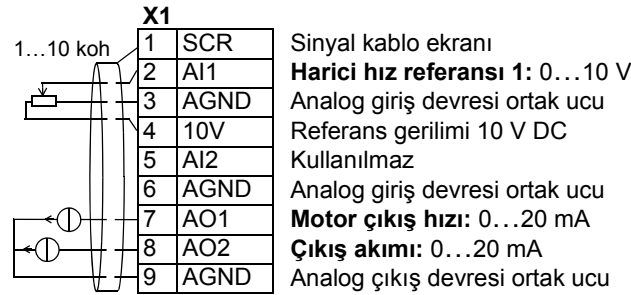 X1
1…10 koh
1 SCR Sinyal kablo ekranı
2 AI1 Harici hız referansı 1: 0…10 V
3 AGND Analog giriş devresi ortak ucu
4 10V Referans gerilimi 10 V DC
5 AI2 Kullanılmaz
6 AGND Analog giriş devresi ortak ucu
7 AO1 Motor çıkış hızı: 0…20 mA
8 AO2 Çıkış akımı: 0…20 mA
9 AGND Analog çıkış devresi ortak ucu